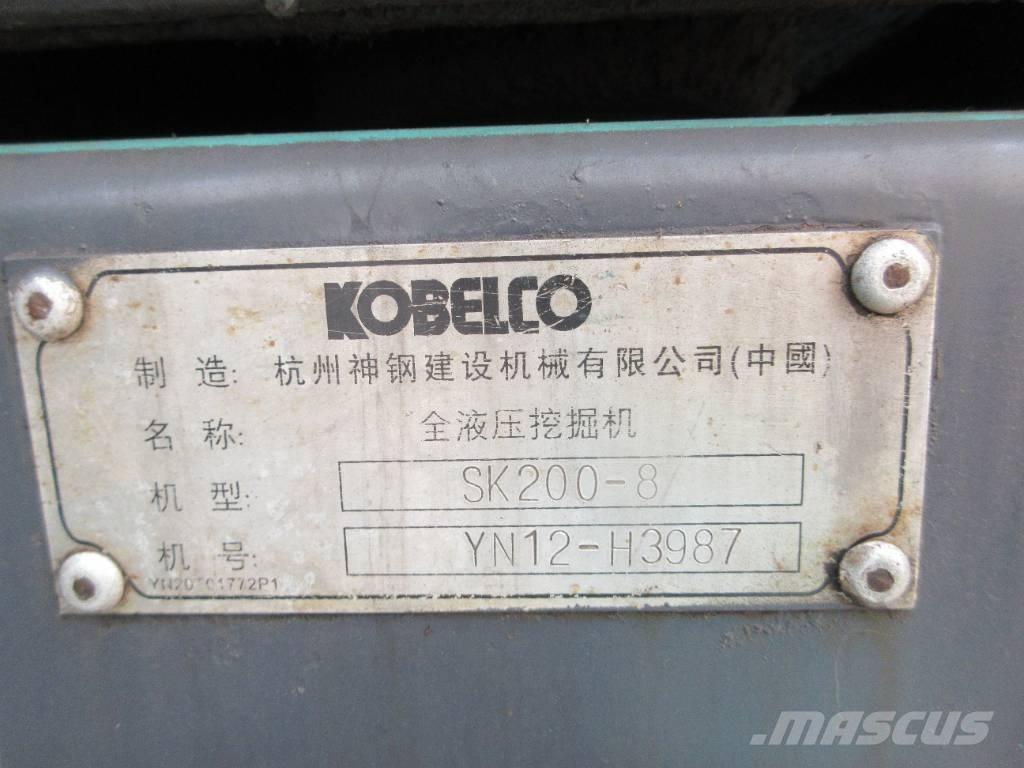 KOBELCO
制 造: 杭州神钢建设机械有限公司(中國)
名 称: 全液压挖掘机
机 型: SK200-8
机 号: YN12-H3987
MASCUS